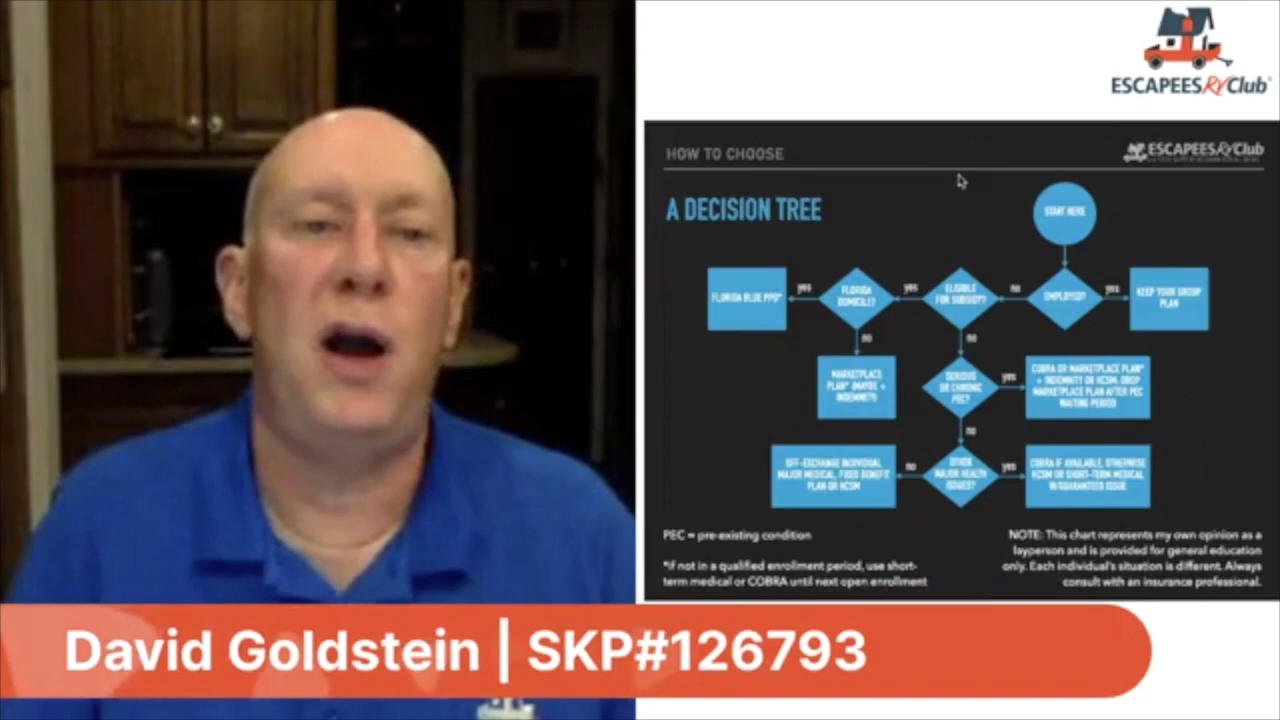 ESCAPEES RV Club
HOW TO CHOOSE
ESCAPEES RV Club
A DECISION TREE
START HERE
FLORIDA BLUE PPO*
yes
FLORIDA
DOMICILE?
yes
ELIGIBLE
FOR SUBSIDY?
no
EMPLOYED?
yes
KEEP YOUR GROUP
PLAN
no
no
MARKETPLACE
PLAN* (MAYBE +
INDEMNITY)
SERIOUS
OR CHRONIC
PEC?
yes
COBRA OR MARKETPLACE PLAN*
+ INDEMNITY OR HCSM. DROP
MARKETPLACE PLAN AFTER PEC
WAITING PERIOD
no
OFF-EXCHANGE INDIVIDUAL
MAJOR MEDICAL, FIXED BENEFIT
PLAN OR HCSM
no
OTHER
MAJOR HEALTH
ISSUES?
yes
COBRA IF AVAILABLE, OTHERWISE
HCSM OR SHORT-TERM MEDICAL
W/GUARANTEED ISSUE
PEC = pre-existing condition
*if not in a qualified enrollment period, use short-
term medical or COBRA until next open enrollment
NOTE: This chart represents my own opinion as a
layperson and is provided for general education
only. Each individual's situation is different. Always
consult with an insurance professional.
David Goldstein | SKP#126793